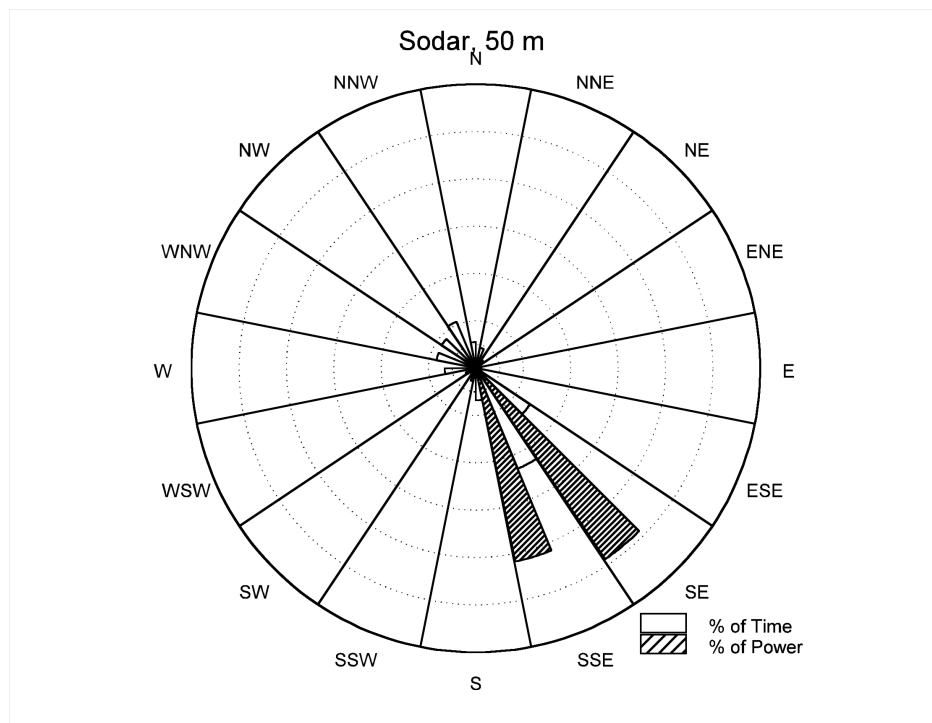 Sodar, 50 m
N
NNW
NNE
NW
NE
WNW
ENE
W
E
WSW
ESE
SW
SE
SSW
SSE
S
% of Time
% of Power